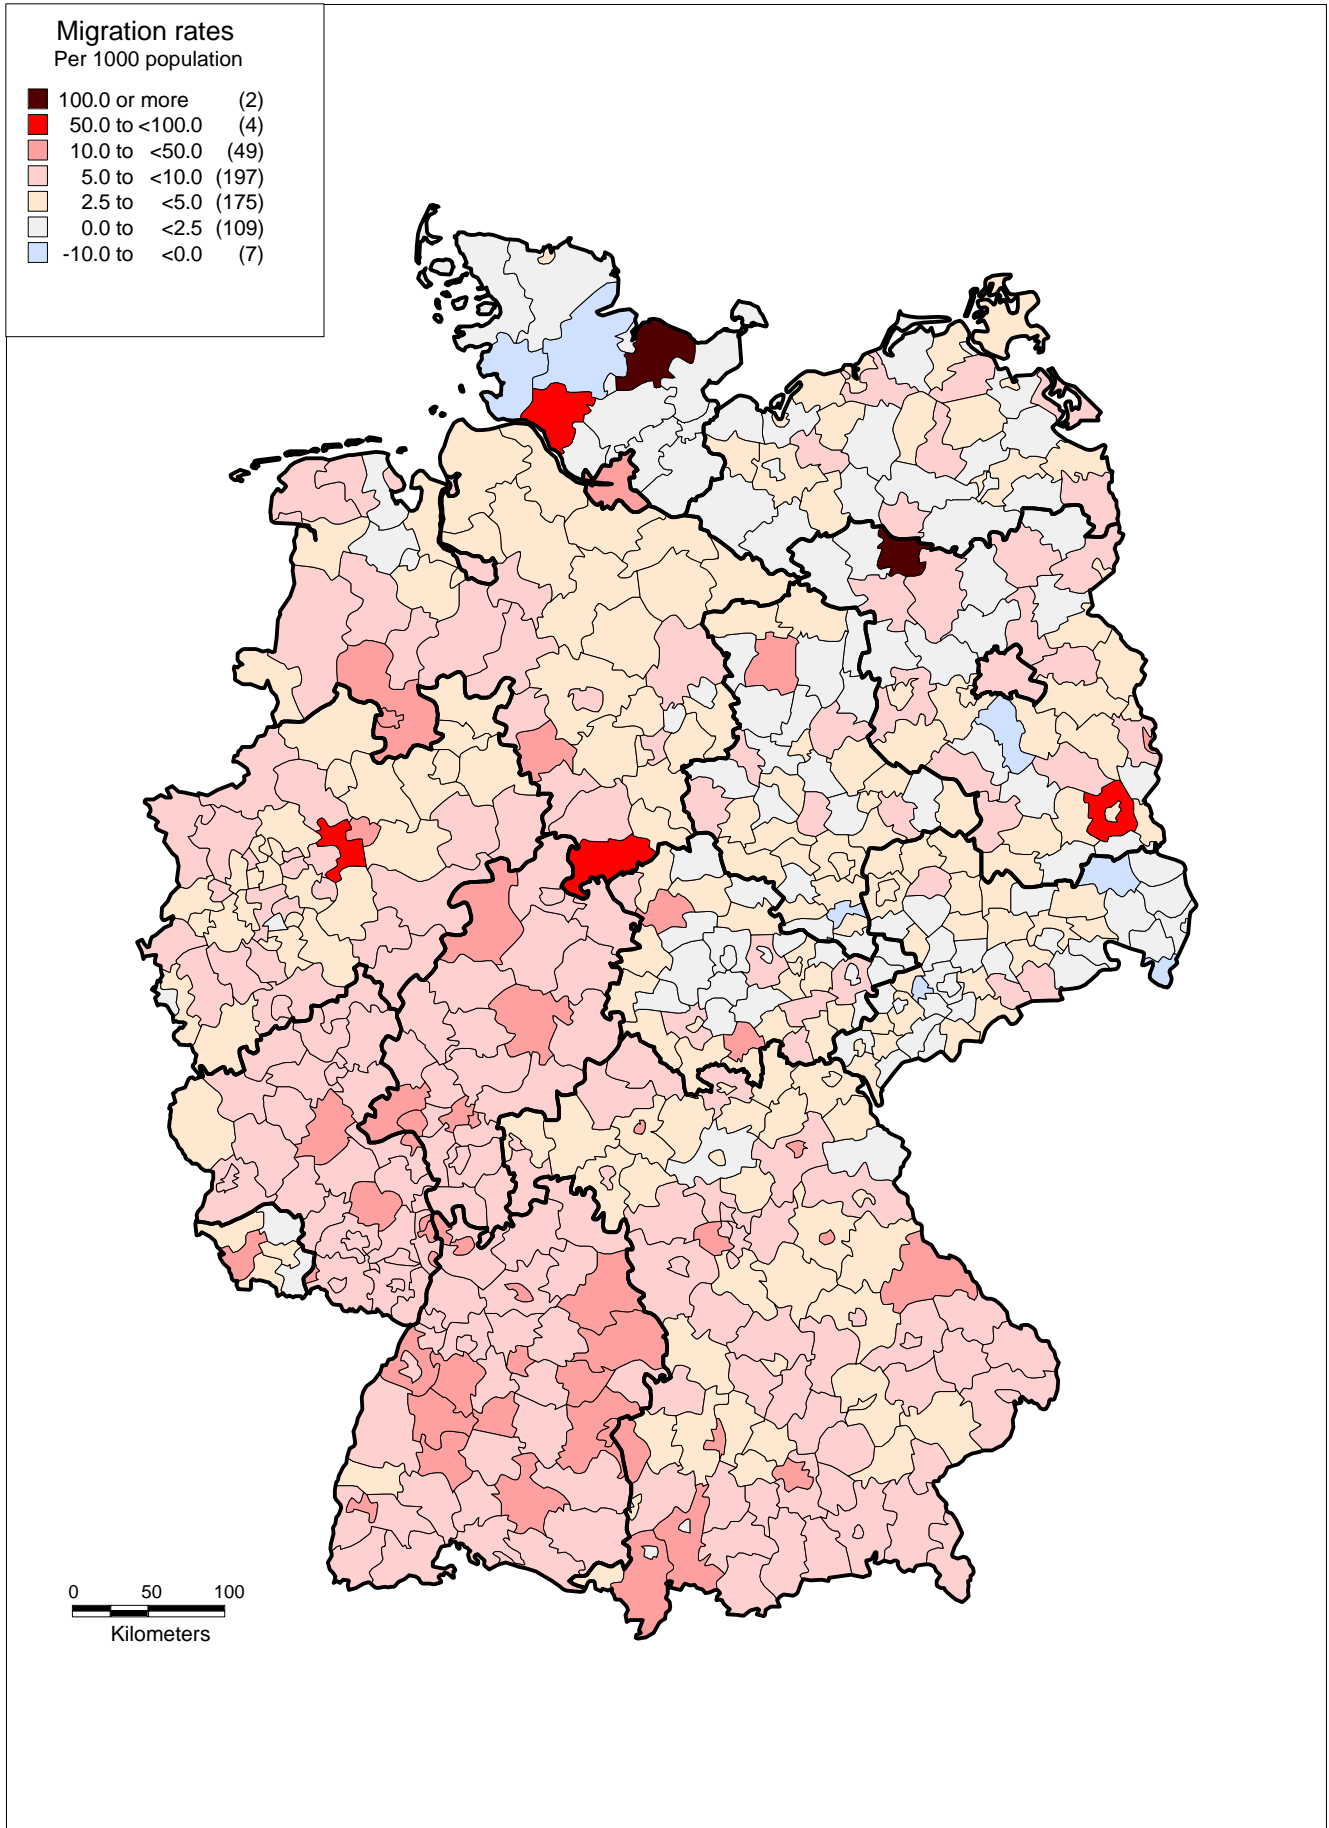 Migration rates
Per 1000 population
100.0 or more (2)
50.0 to <100.0 (4)
10.0 to <50.0 (49)
5.0 to <10.0 (197)
2.5 to <5.0 (175)
0.0 to <2.5 (109)
-10.0 to <0.0 (7)
0 50 100
Kilometers